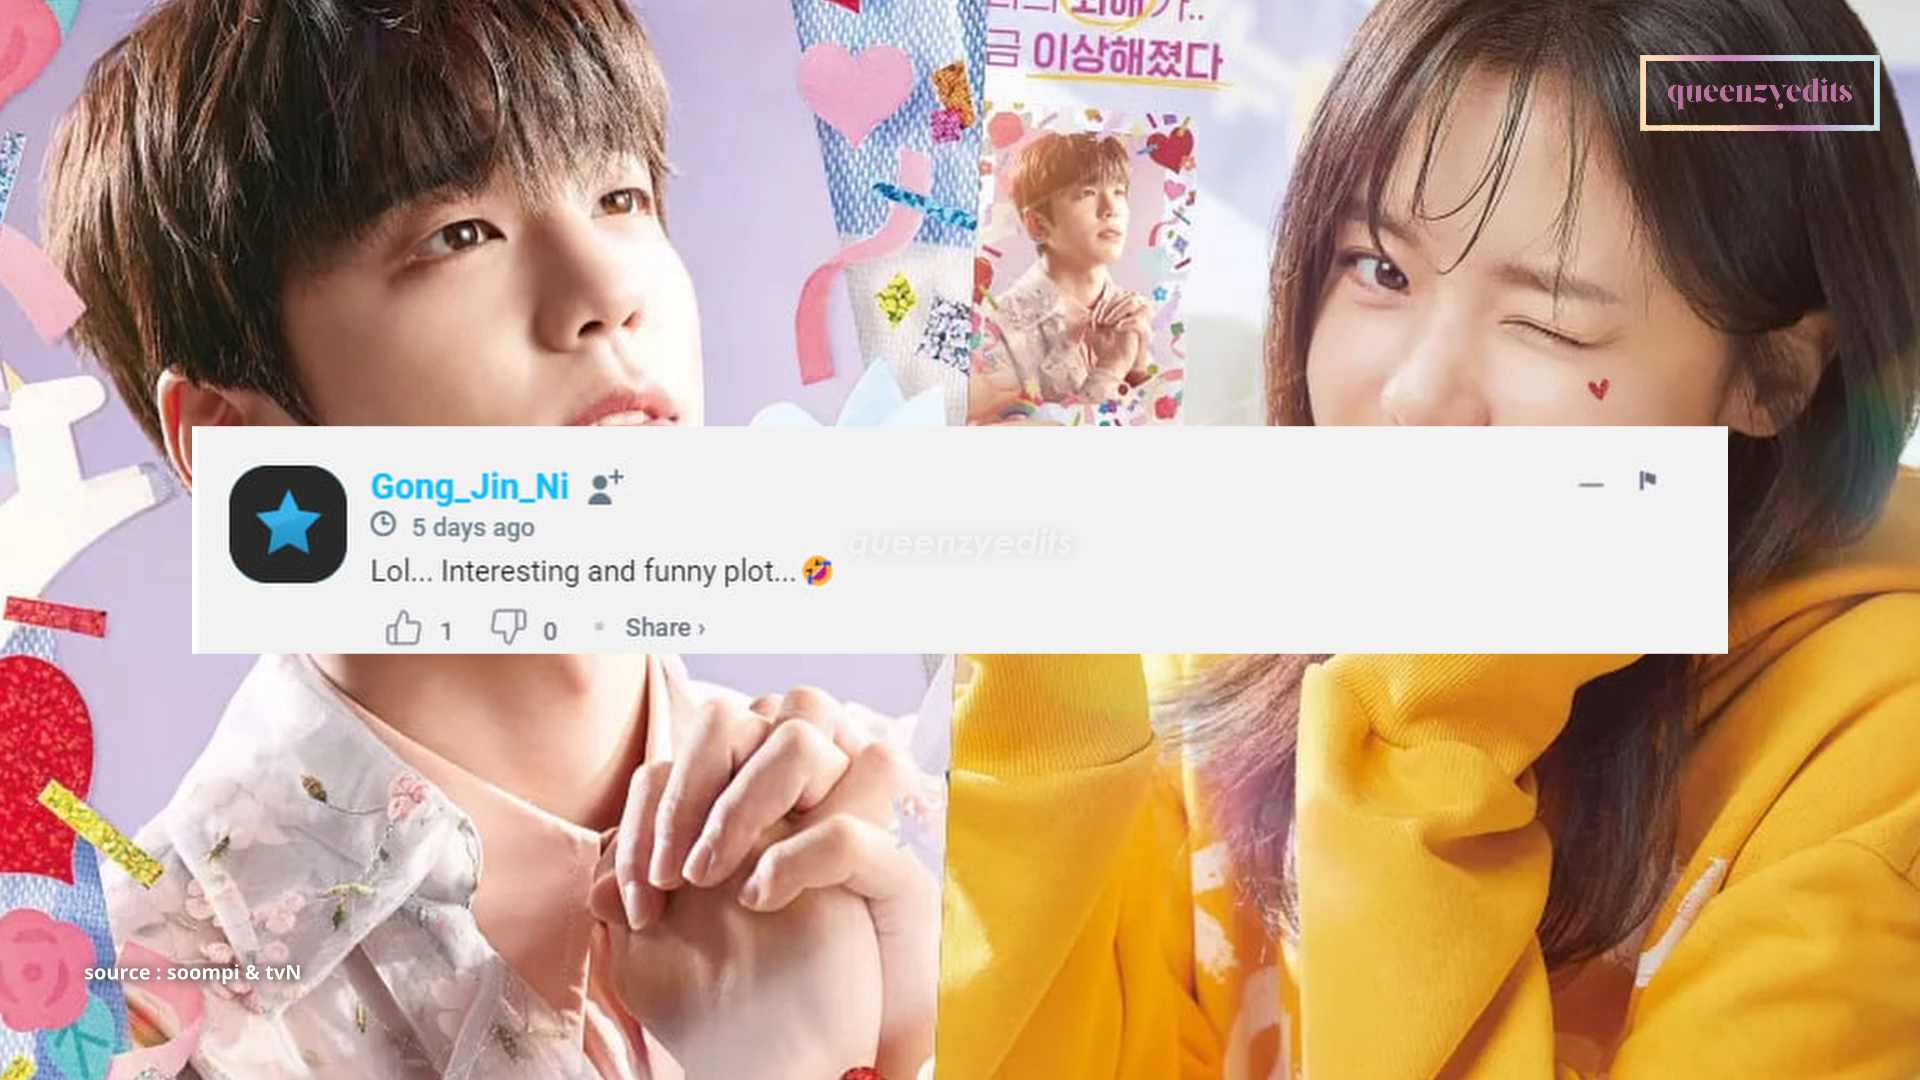 이상해졌다
queenzyedits
Gong_Jin_Ni
5 days ago
queenzyedits
Lol... Interesting and funny plot...🤣
1 0 • Share ›
source : soompi & tvN